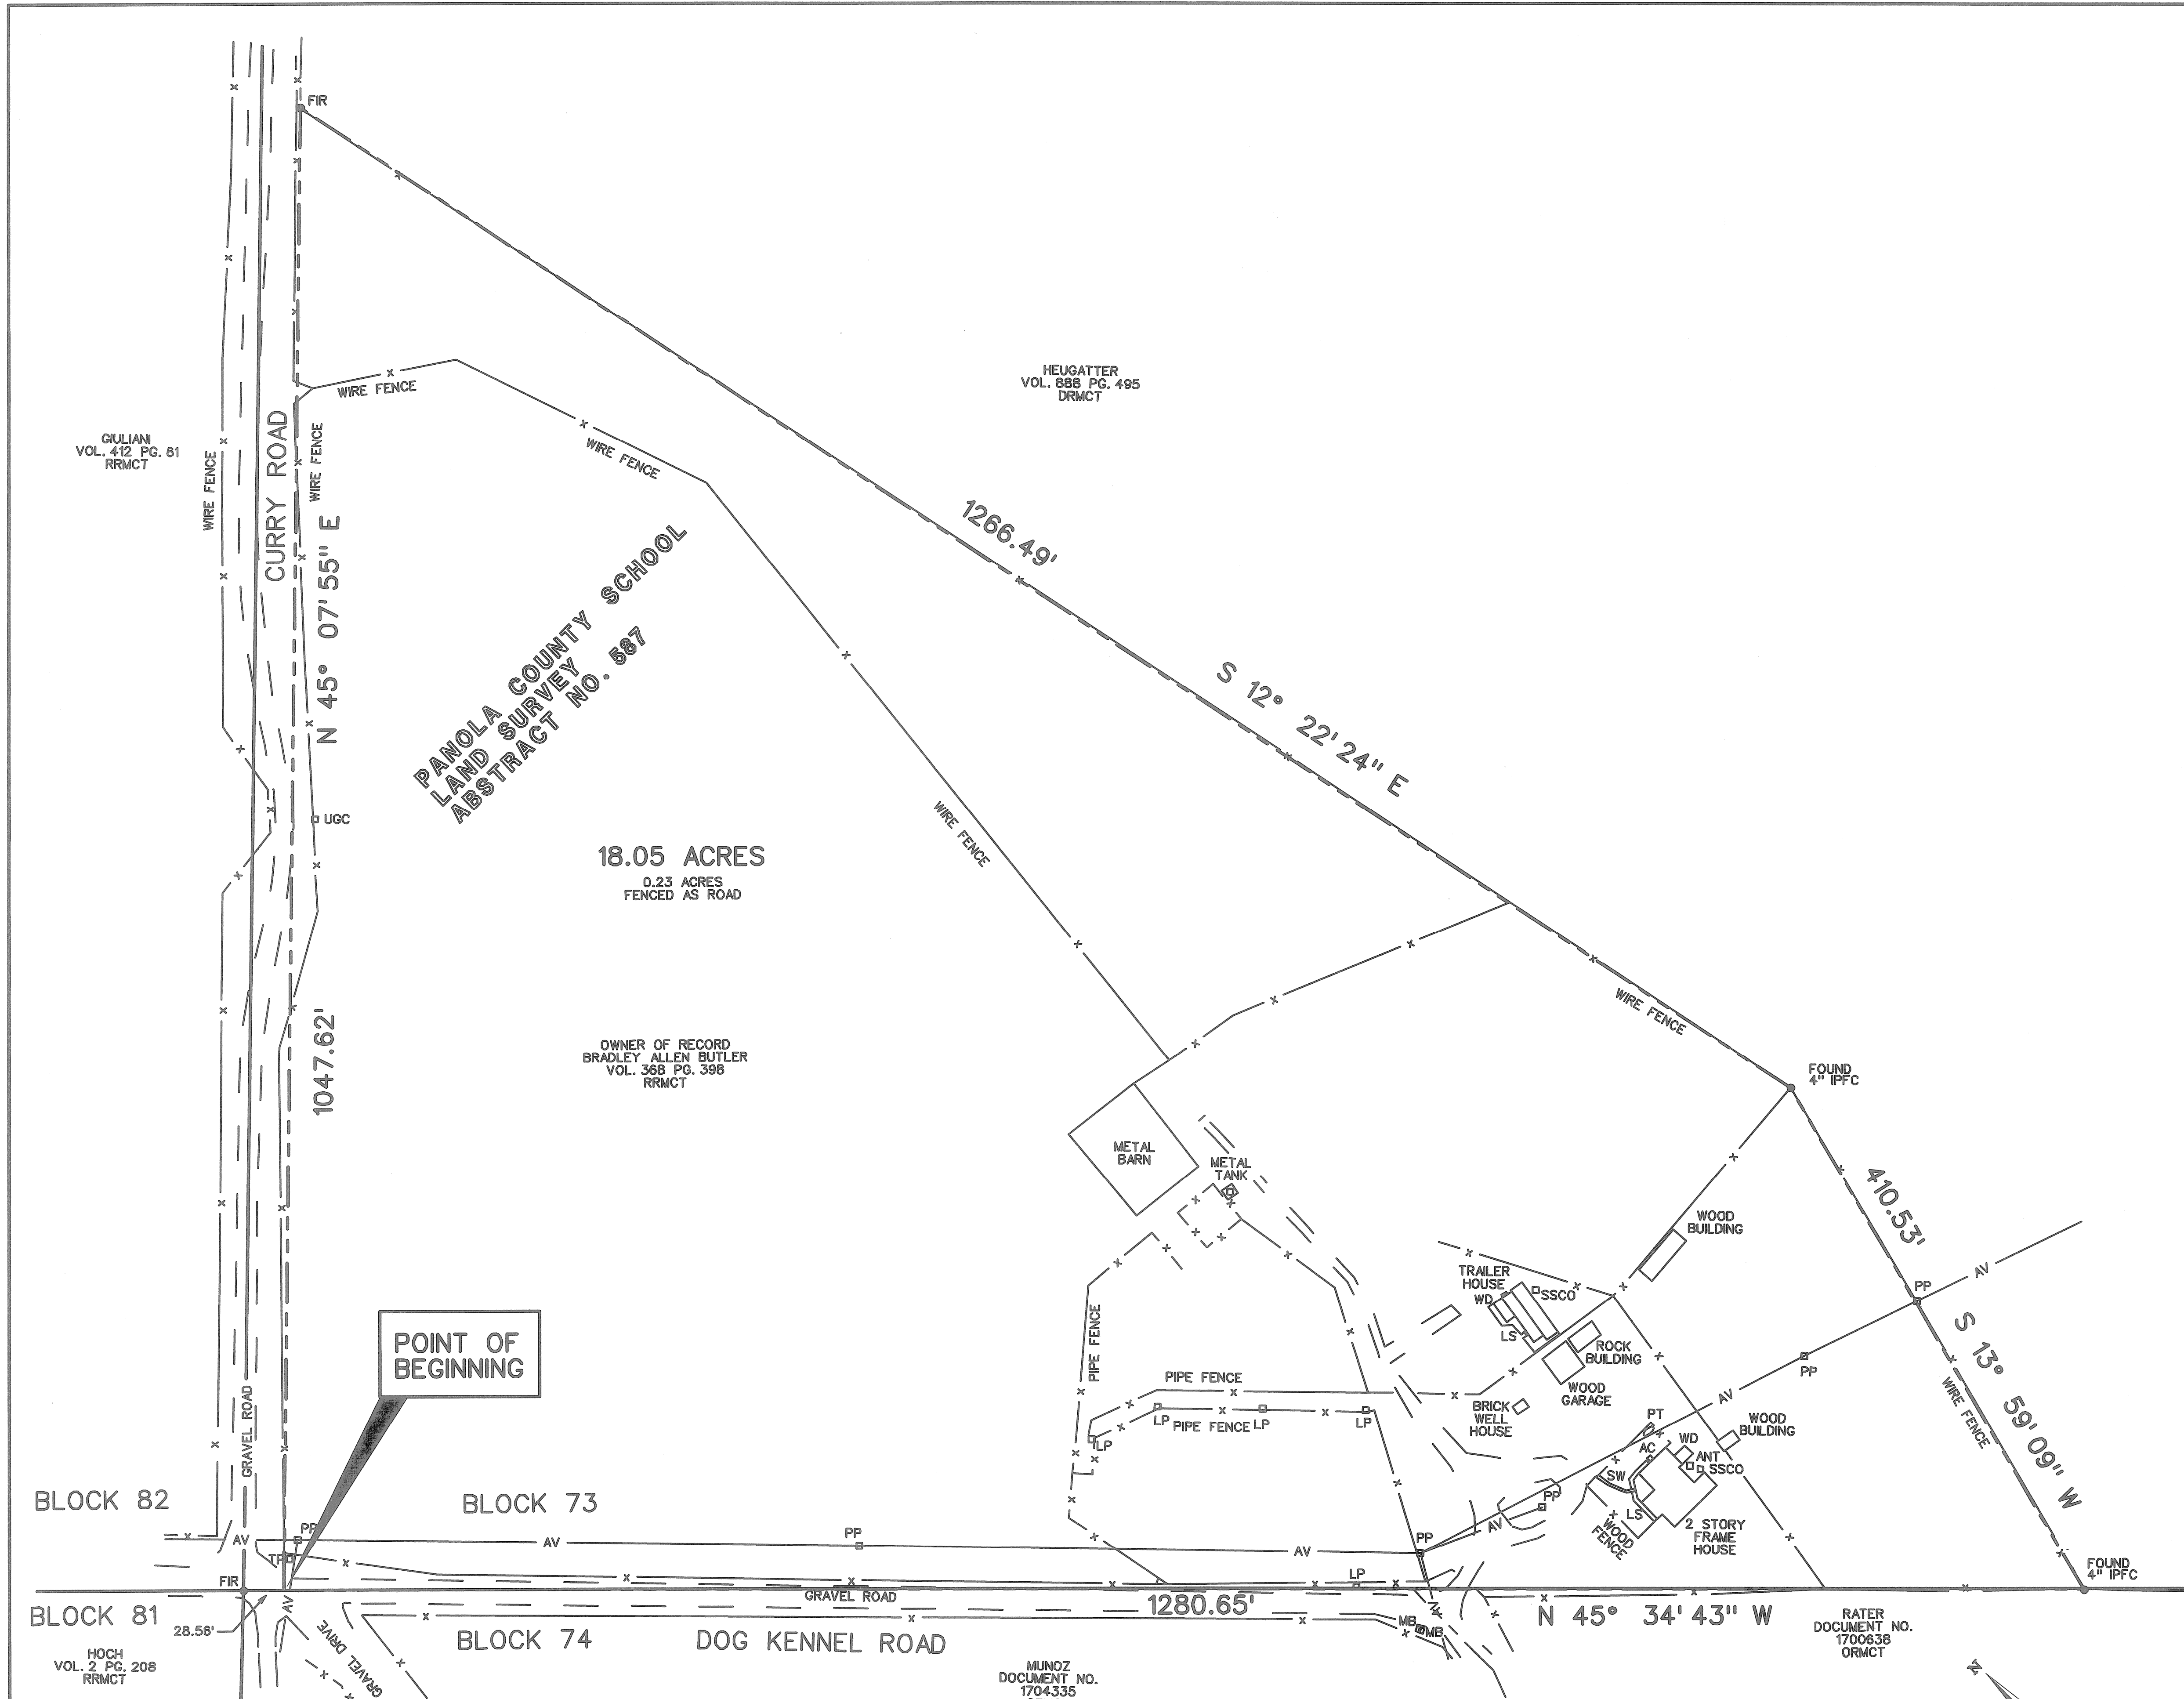 FIR
HEUGATTER
VOL. 888 PG. 495
DRMCT
WIRE FENCE
WIRE FENCE
GIULIANI
VOL. 412 PG. 61
RRMCT
WIRE FENCE
CURRY ROAD
WIRE FENCE
N 45° 07' 55" E
1047.62'
1266.49'
S 12° 22' 24" E
PANOLA COUNTY SCHOOL
LAND SURVEY
ABSTRACT NO. 587
UGC
18.05 ACRES
0.23 ACRES
FENCED AS ROAD
WIRE FENCE
OWNER OF RECORD
BRADLEY ALLEN BUTLER
VOL. 368 PG. 398
RRMCT
WIRE FENCE
FOUND
4" IPFC
METAL
BARN
METAL
TANK
410.53'
WOOD
BUILDING
TRAILER
HOUSE
WD
SSCO
LS
ROCK
BUILDING
WOOD
GARAGE
BRICK
WELL
HOUSE
PP
AV
S 13° 59' 09" W
WIRE FENCE
PP
AV
PIPE FENCE
PIPE FENCE
LP
PIPE FENCE
LP
LP
LP
PT
WOOD
BUILDING
AC
WD
ANT
SSCO
SW
LS
WOOD
FENCE
2 STORY
FRAME
HOUSE
PP
AV
POINT OF
BEGINNING
GRAVEL ROAD
BLOCK 82
BLOCK 73
AV
PP
TP
AV
PP
AV
PP
LP
FOUND
4" IPFC
FIR
GRAVEL ROAD
1280.65'
N 45° 34' 43" W
BLOCK 81
AV
28.56'
GRAVEL DRIVE
BLOCK 74
DOG KENNEL ROAD
MB
MB
HOCH
VOL. 2 PG. 208
RRMCT
RATER
DOCUMENT NO.
1700638
ORMCT
MUNOZ
DOCUMENT NO.
1704335
N